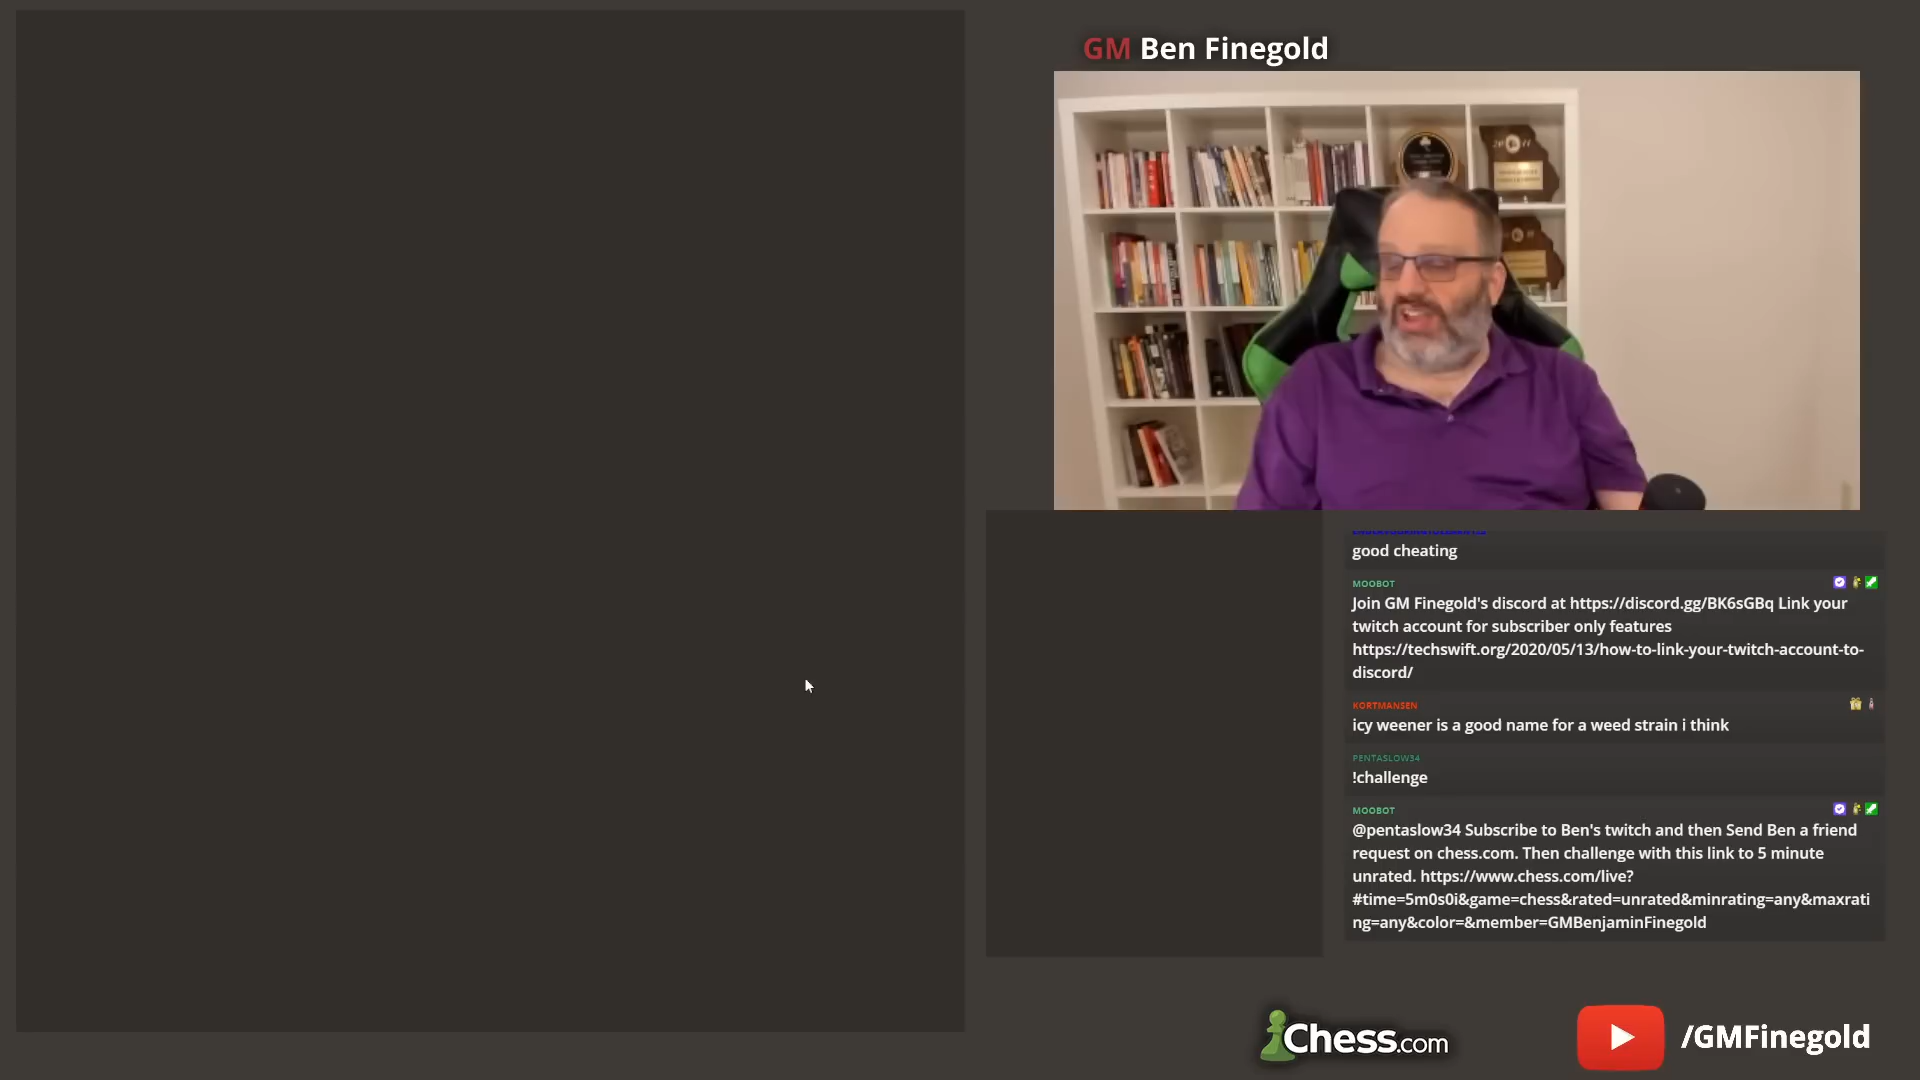 GM Ben Finegold
good cheating
MOOBOT
Join GM Finegold's discord at https://discord.gg/BK6sGBq Link your
twitch account for subscriber only features
https://techswift.org/2020/05/13/how-to-link-your-twitch-account-to-
discord/
KORTMANSEN
icy weener is a good name for a weed strain i think
PENTASLOW34
!challenge
MOOBOT
@pentaslow34 Subscribe to Ben's twitch and then Send Ben a friend
request on chess.com. Then challenge with this link to 5 minute
unrated. https://www.chess.com/live?
#time=5m0s0i&game=chess&rated=unrated&minrating=any&maxrati
ng=any&color=&member=GMBenjaminFinegold
Chess.com
/GMFinegold